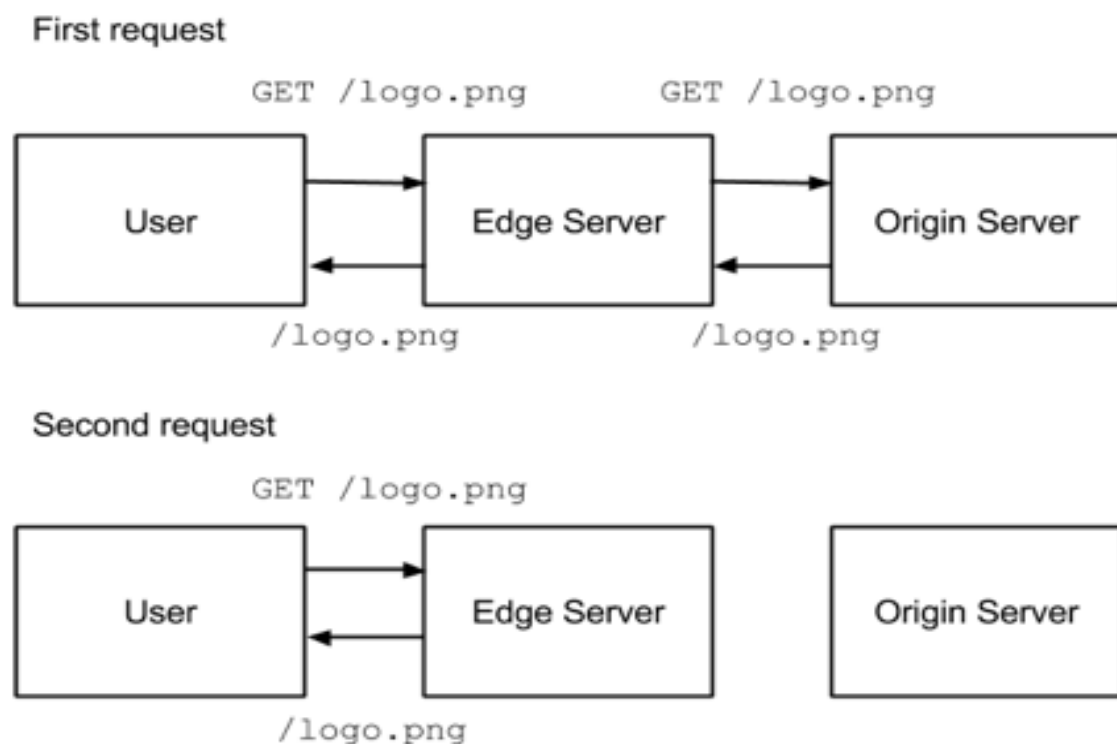 First request
GET /logo.png GET /logo.png
User Edge Server Origin Server
/logo.png /logo.png
Second request
GET /logo.png
User Edge Server Origin Server
/logo.png